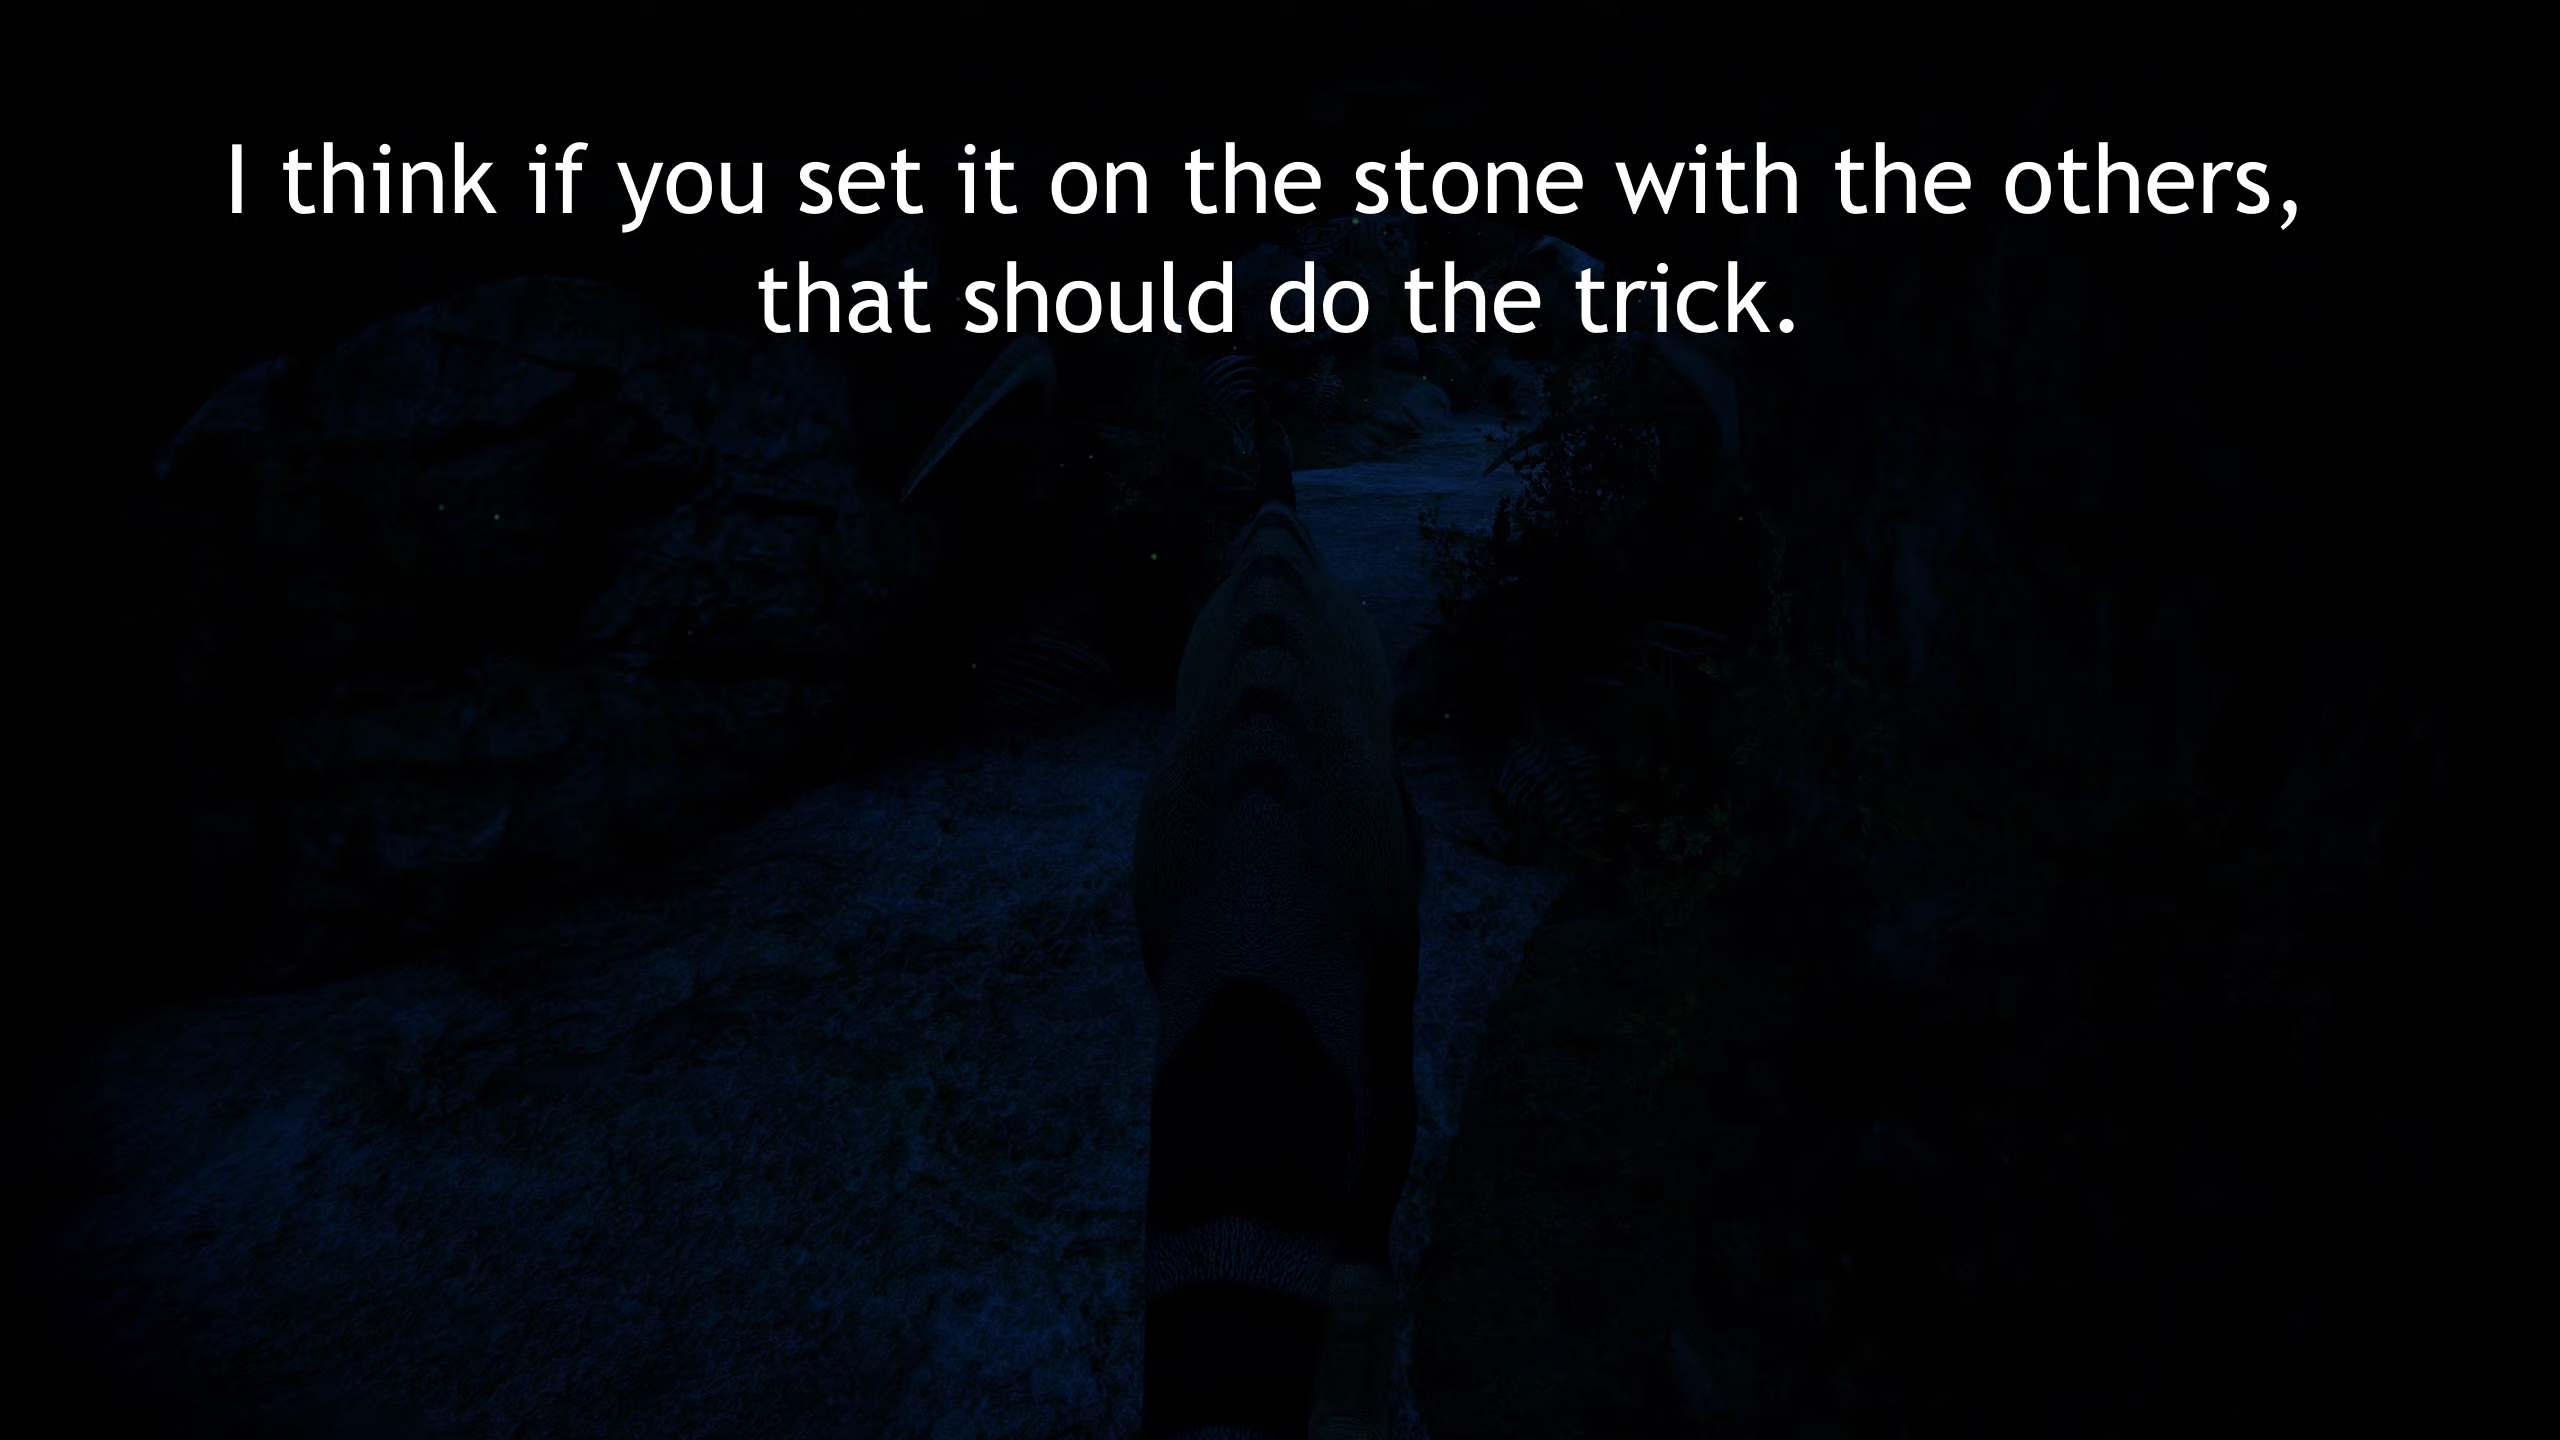 I think if you set it on the stone with the others,
that should do the trick.